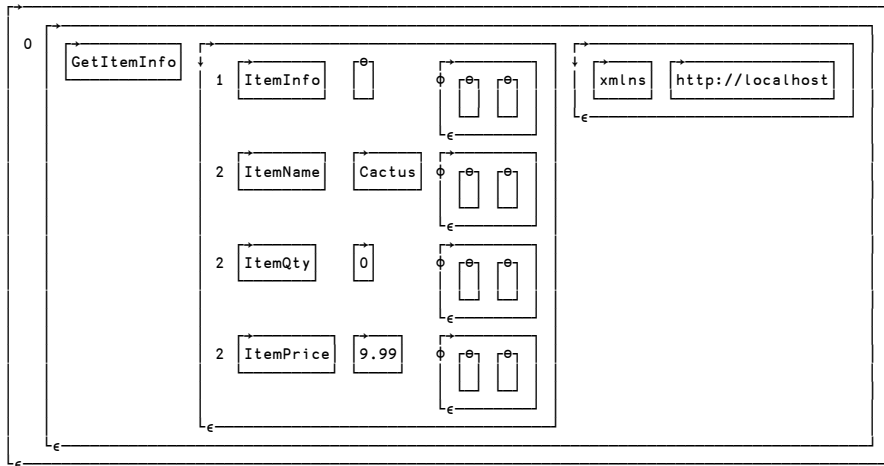 0
GetItemInfo
xmlns http://localhost
1 ItemInfo
2 ItemName Cactus
2 ItemQty 0
2 ItemPrice 9.99